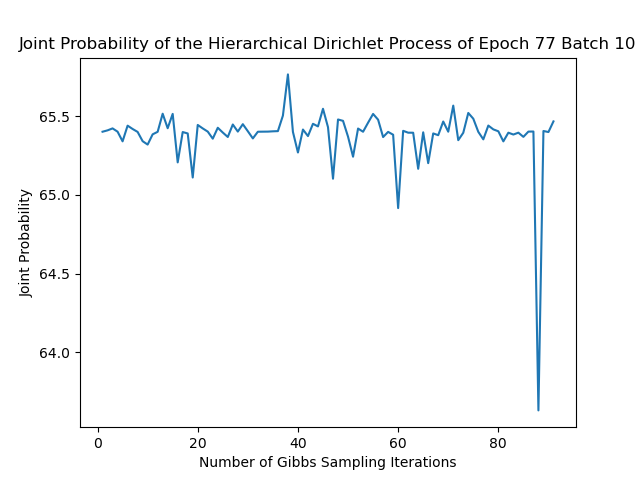 Joint Probability of the Hierarchical Dirichlet Process of Epoch 77 Batch 10
65.5
65.0
64.5
64.0
Joint Probability
0 20 40 60 80
Number of Gibbs Sampling Iterations